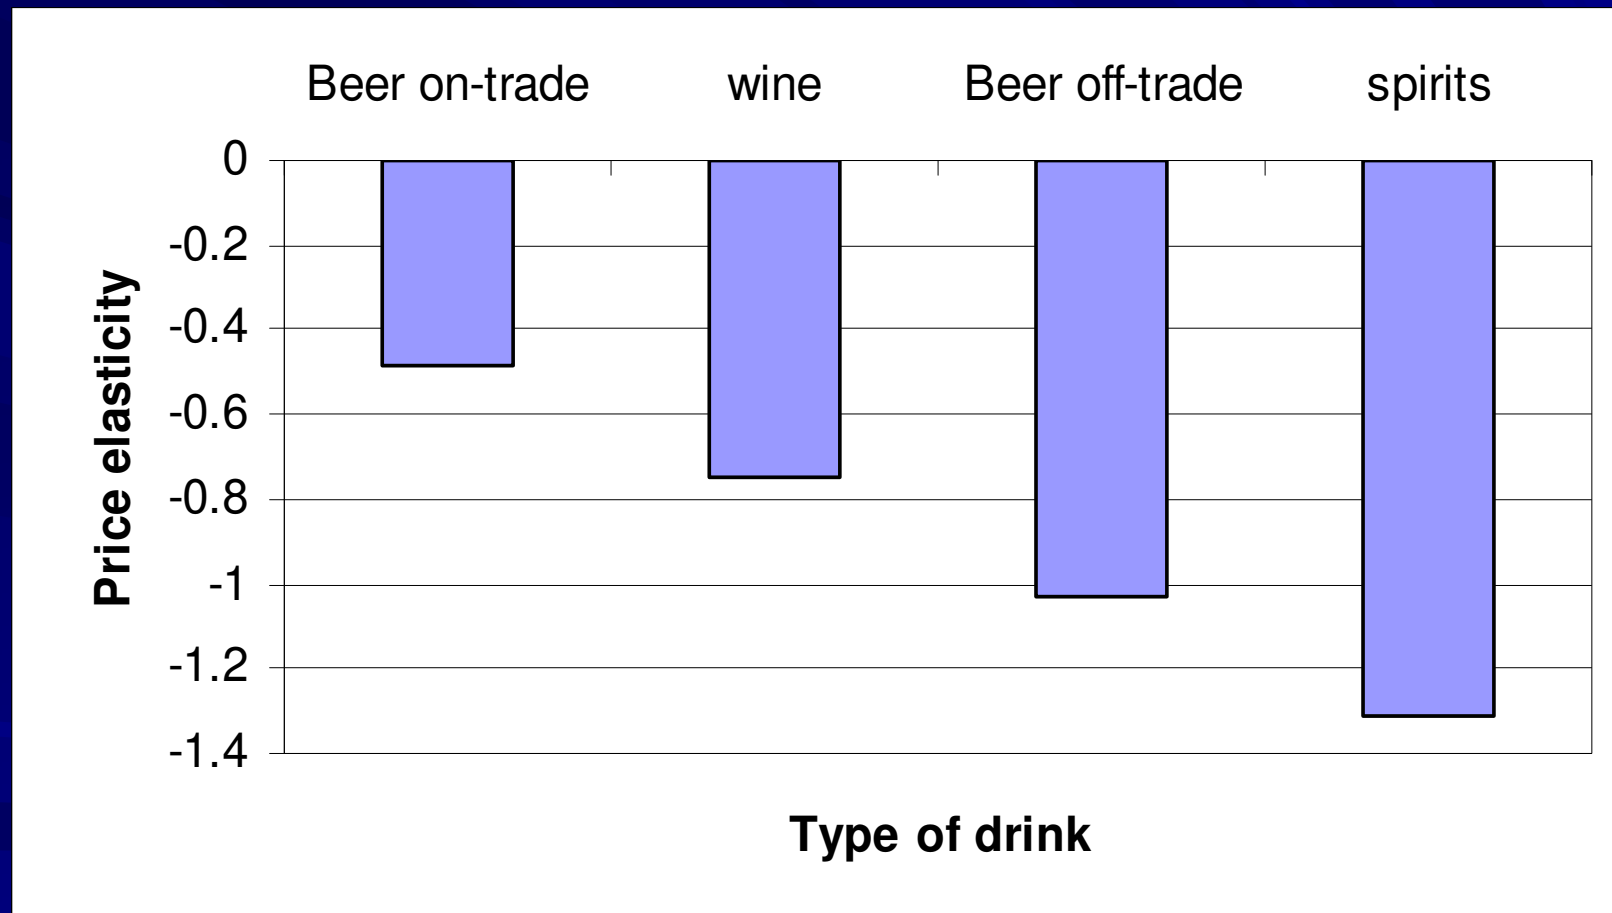 Beer on-trade wine Beer off-trade spirits
0
-0.2
-0.4
-0.6
-0.8
-1
-1.2
-1.4
Price elasticity
Type of drink